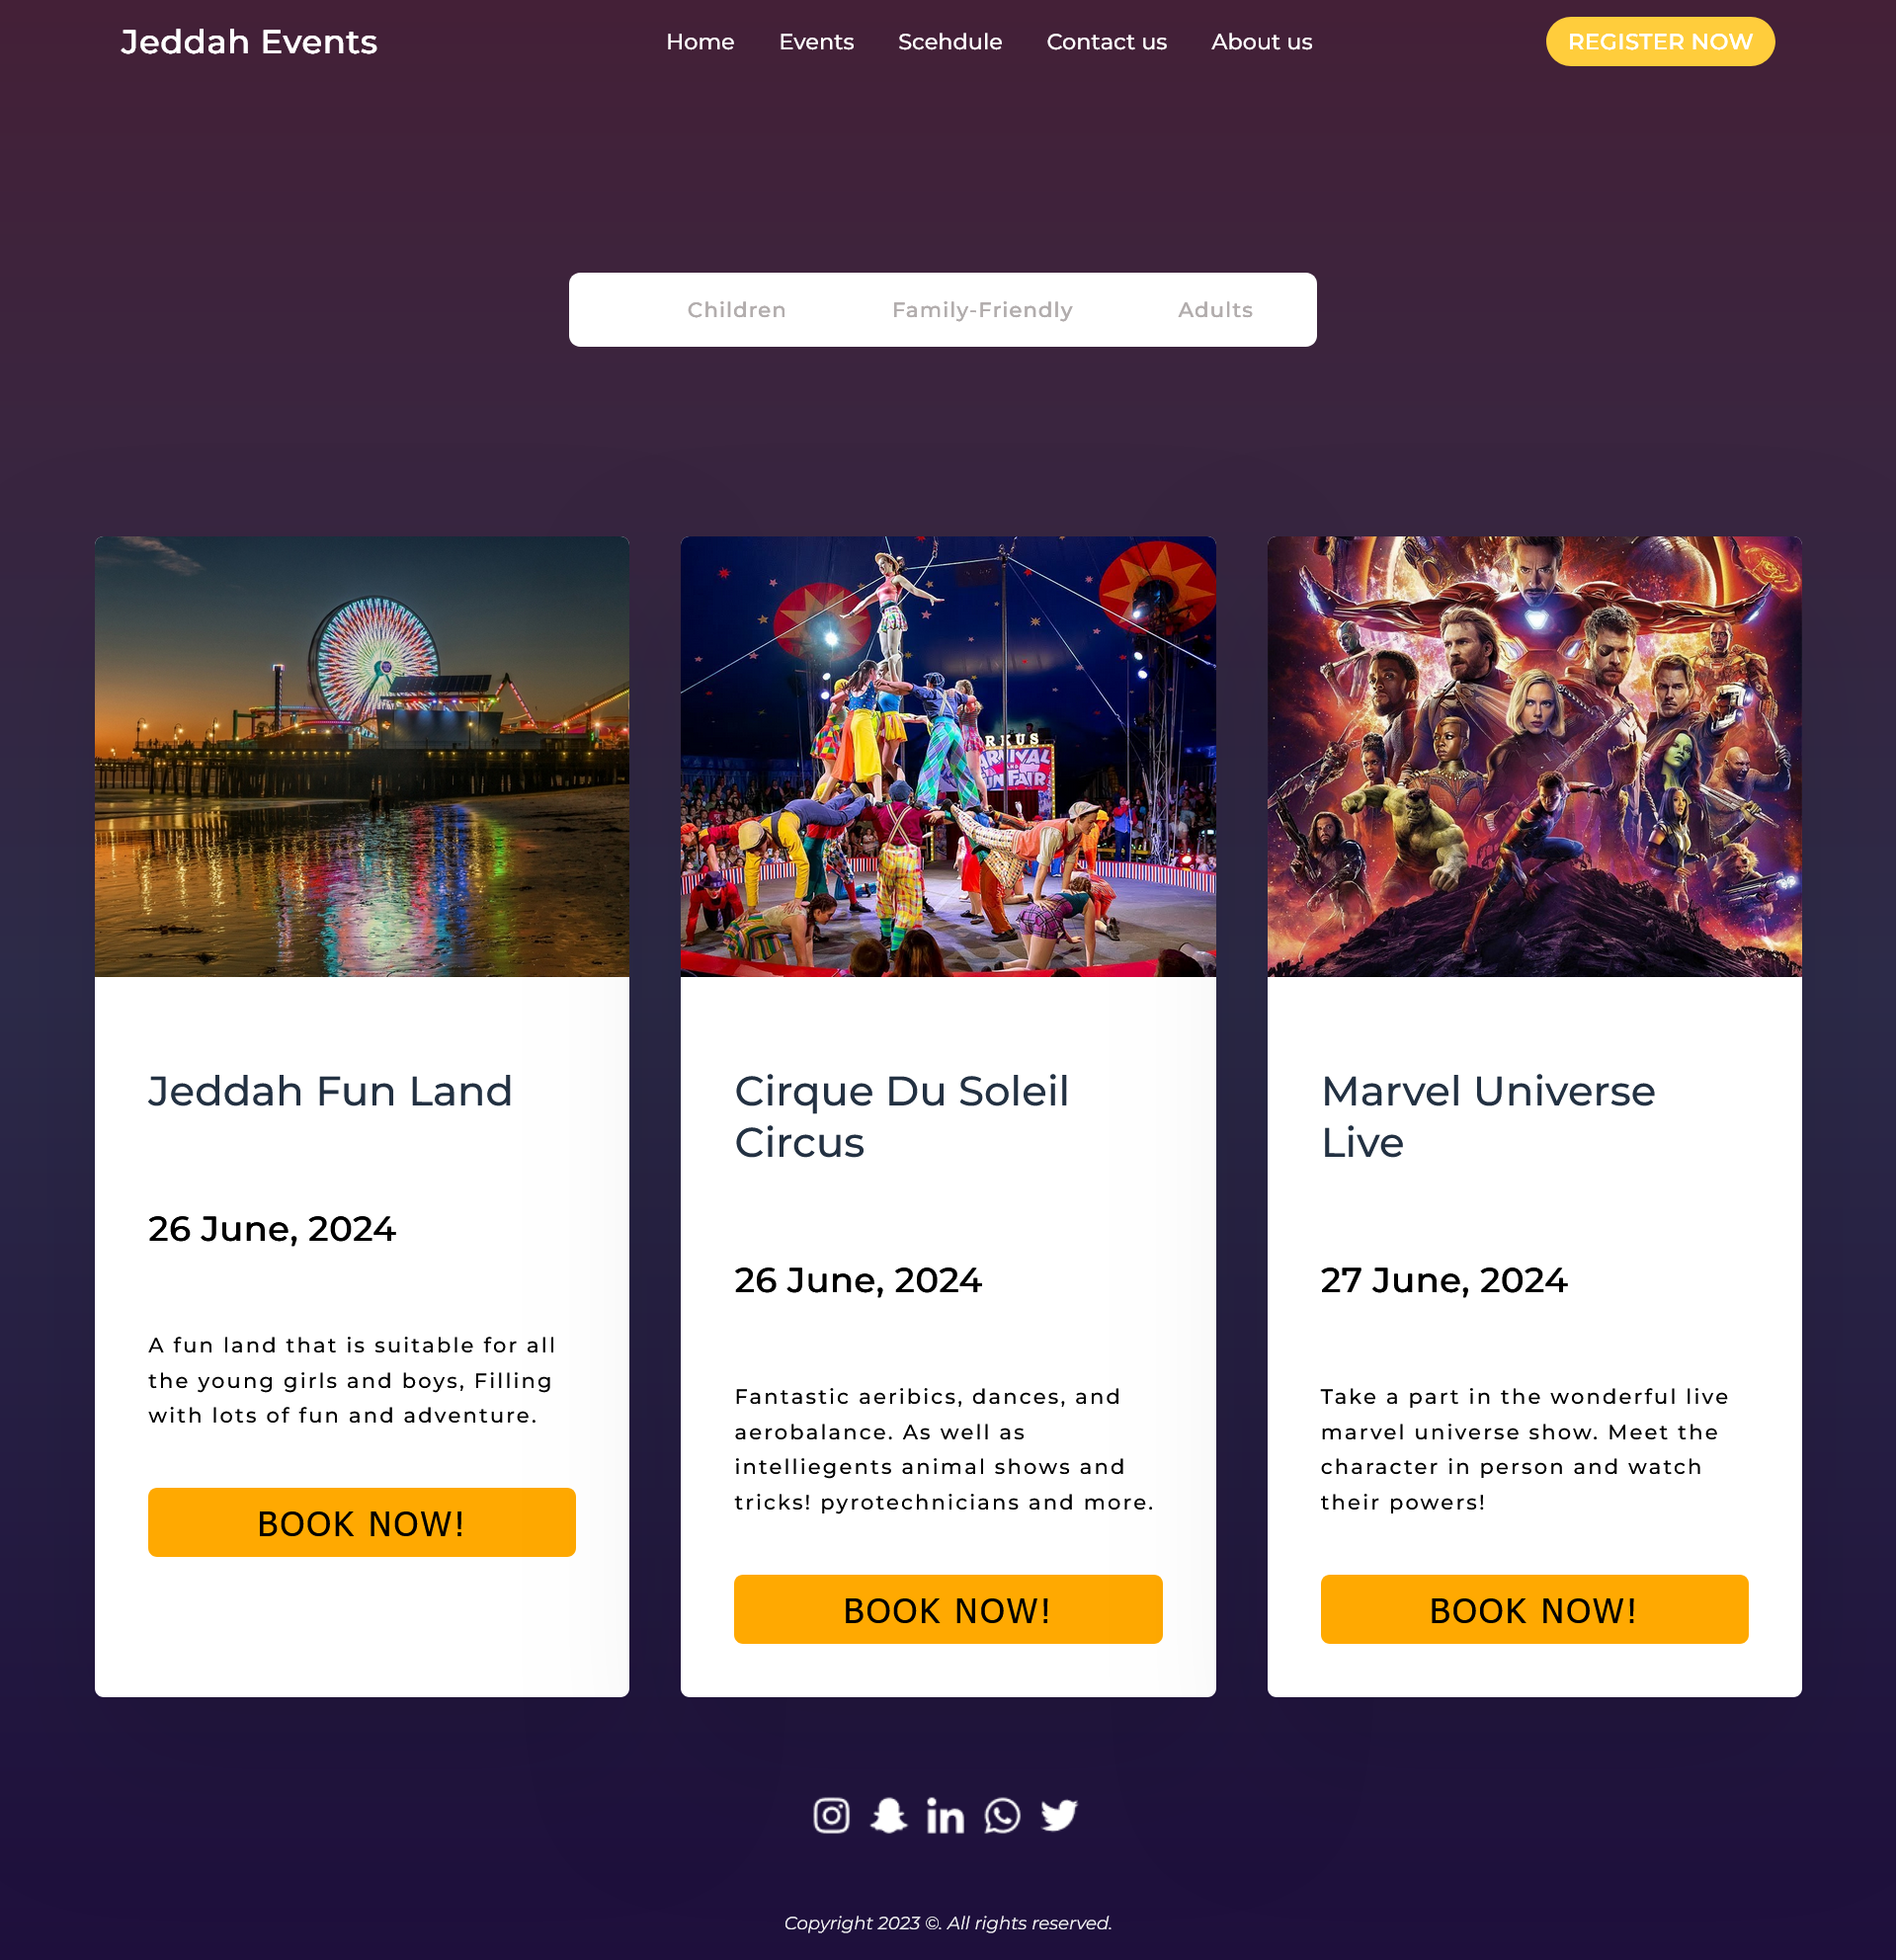 Jeddah Events
Home Events Scehdule Contact us About us
REGISTER NOW
Children Family-Friendly Adults
RKUS
ARNIVAL
UN FAIR
Jeddah Fun Land
26 June, 2024
A fun land that is suitable for all
the young girls and boys, Filling
with lots of fun and adventure.
BOOK NOW!
Cirque Du Soleil
Circus
26 June, 2024
Fantastic aeribics, dances, and
aerobalance. As well as
intelliegents animal shows and
tricks! pyrotechnicians and more.
BOOK NOW!
Marvel Universe
Live
27 June, 2024
Take a part in the wonderful live
marvel universe show. Meet the
character in person and watch
their powers!
BOOK NOW!
in
Copyright 2023 ©. All rights reserved.